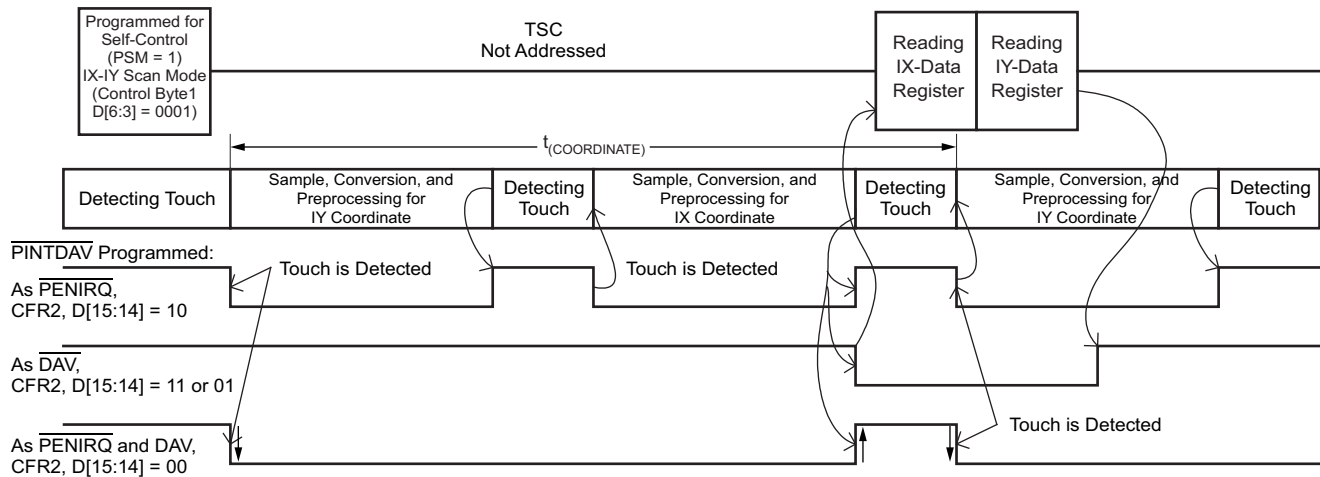 Programmed for
Self-Control
(PSM = 1)
IX-IY Scan Mode
(Control Byte1
D[6:3] = 0001)
TSC
Not Addressed
Reading
IX-Data
Register
Reading
IY-Data
Register
t(COORDINATE)
Detecting Touch
Sample, Conversion, and
Preprocessing for
IY Coordinate
Detecting
Touch
Sample, Conversion, and
Preprocessing for
IX Coordinate
Detecting
Touch
Sample, Conversion, and
Preprocessing for
IY Coordinate
Detecting
Touch
PINTDAV Programmed:
Touch is Detected
Touch is Detected
As PENIRQ,
CFR2, D[15:14] = 10
As DAV,
CFR2, D[15:14] = 11 or 01
Touch is Detected
As PENIRQ and DAV,
CFR2, D[15:14] = 00